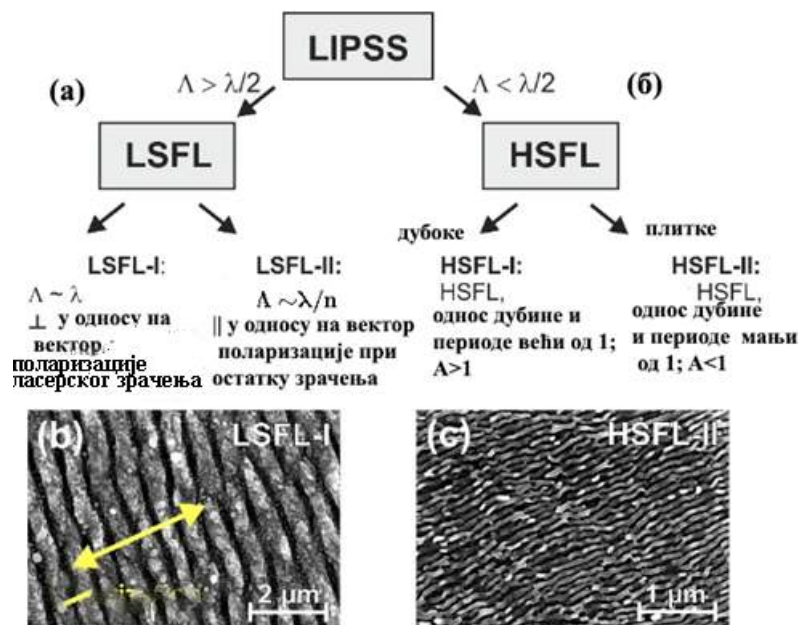 LIPSS
(а) Λ > λ/2 Λ < λ/2 (б)
LSFL HSFL
дубоке плитке
LSFL-I:
Λ ~ λ
⊥ у односу на
вектор
поларизације
ласерског зрачења
LSFL-II:
Λ ~λ/n
|| у односу на вектор
поларизације при
остатку зрачења
HSFL-I:
HSFL,
однос дубине и
периоде већи од 1;
A>1
HSFL-II:
HSFL,
однос дубине
и периоде мањи
од 1; A<1
(b) LSFL-I
2 µm
(c) HSFL-II
1 µm